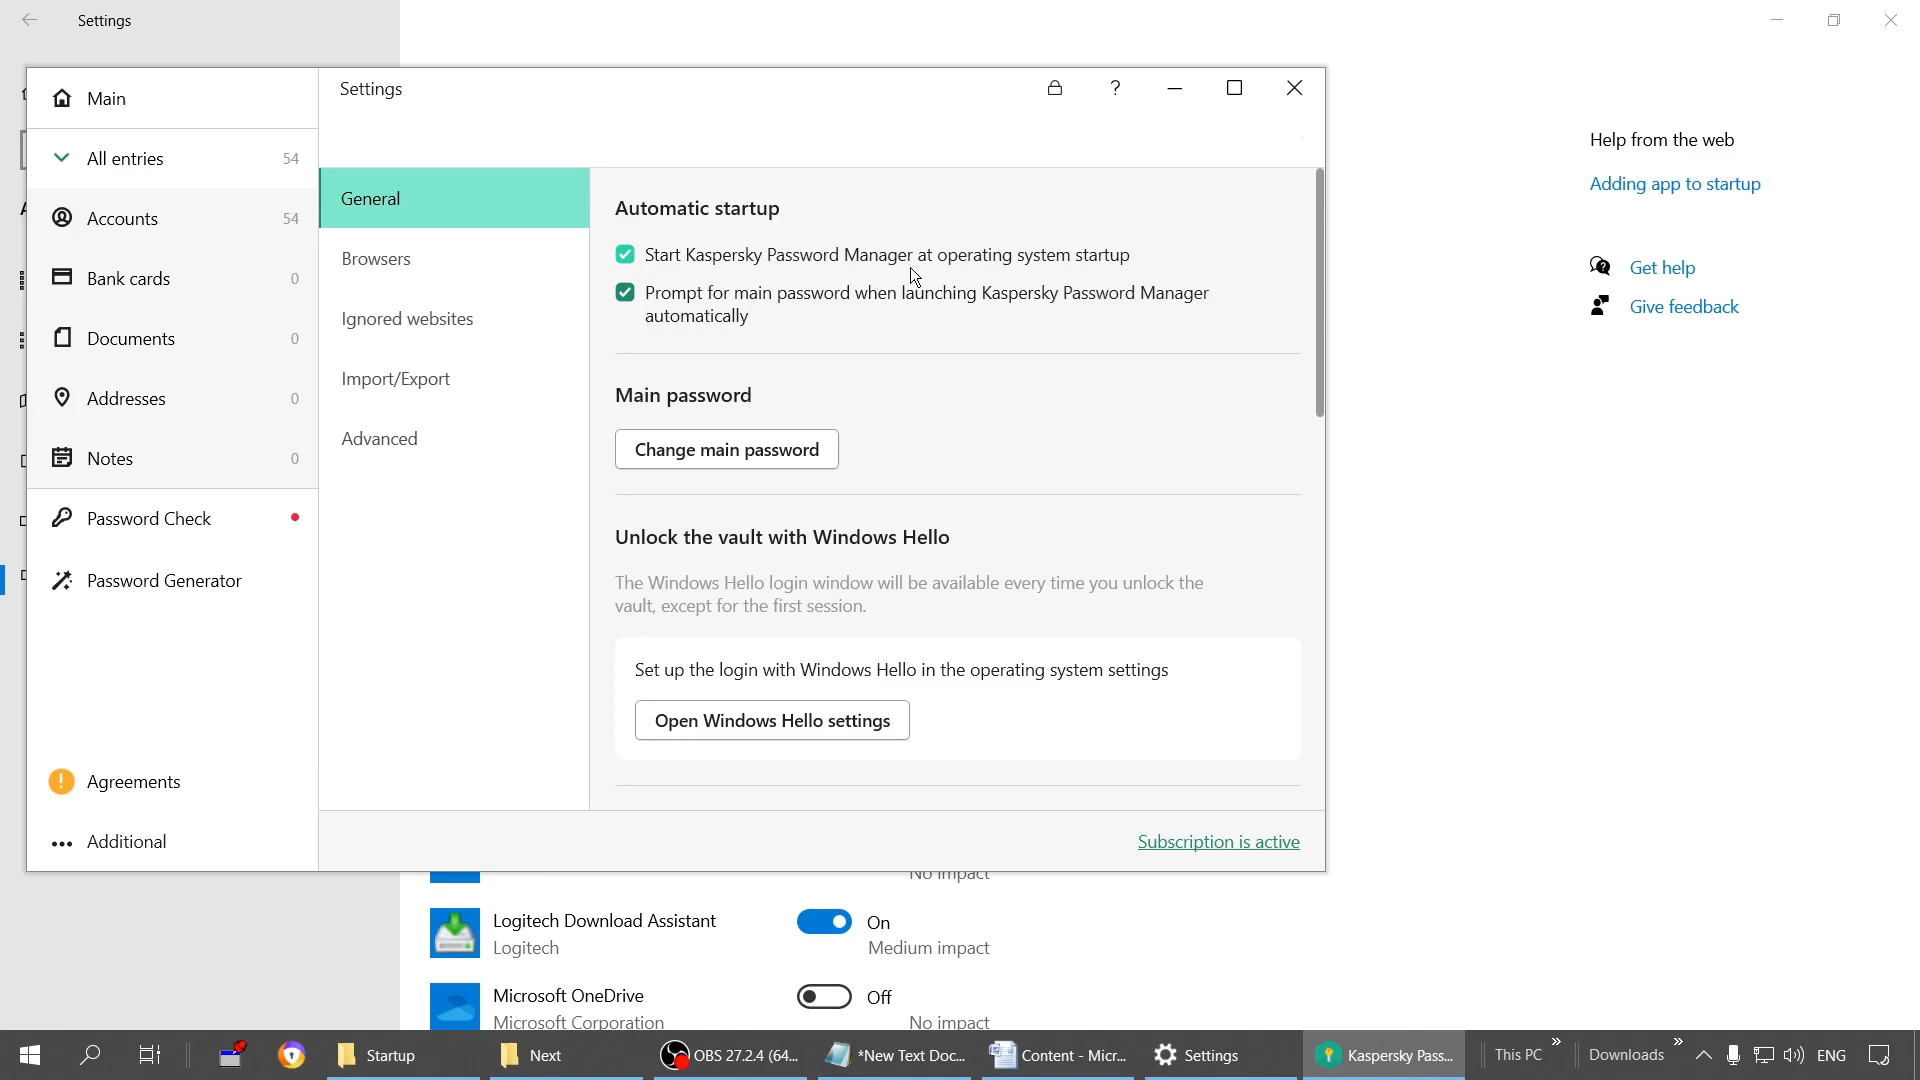 Settings
Main
All entries 54
Accounts 54
Bank cards 0
Documents 0
Addresses 0
Notes 0
Password Check
Password Generator
Agreements
Additional
Settings
?
General
Browsers
Ignored websites
Import/Export
Advanced
Automatic startup
Start Kaspersky Password Manager at operating system startup
Prompt for main password when launching Kaspersky Password Manager
automatically
Main password
Change main password
Unlock the vault with Windows Hello
The Windows Hello login window will be available every time you unlock the
vault, except for the first session.
Set up the login with Windows Hello in the operating system settings
Open Windows Hello settings
Subscription is active
Help from the web
Adding app to startup
Get help
Give feedback
No impact
Logitech Download Assistant On
Logitech Medium impact
Microsoft OneDrive Off
Microsoft Corporation No impact
Startup
Next
OBS 27.2.4 (64...
*New Text Doc...
Content - Micr...
Settings
Kaspersky Pass...
This PC
Downloads
ENG